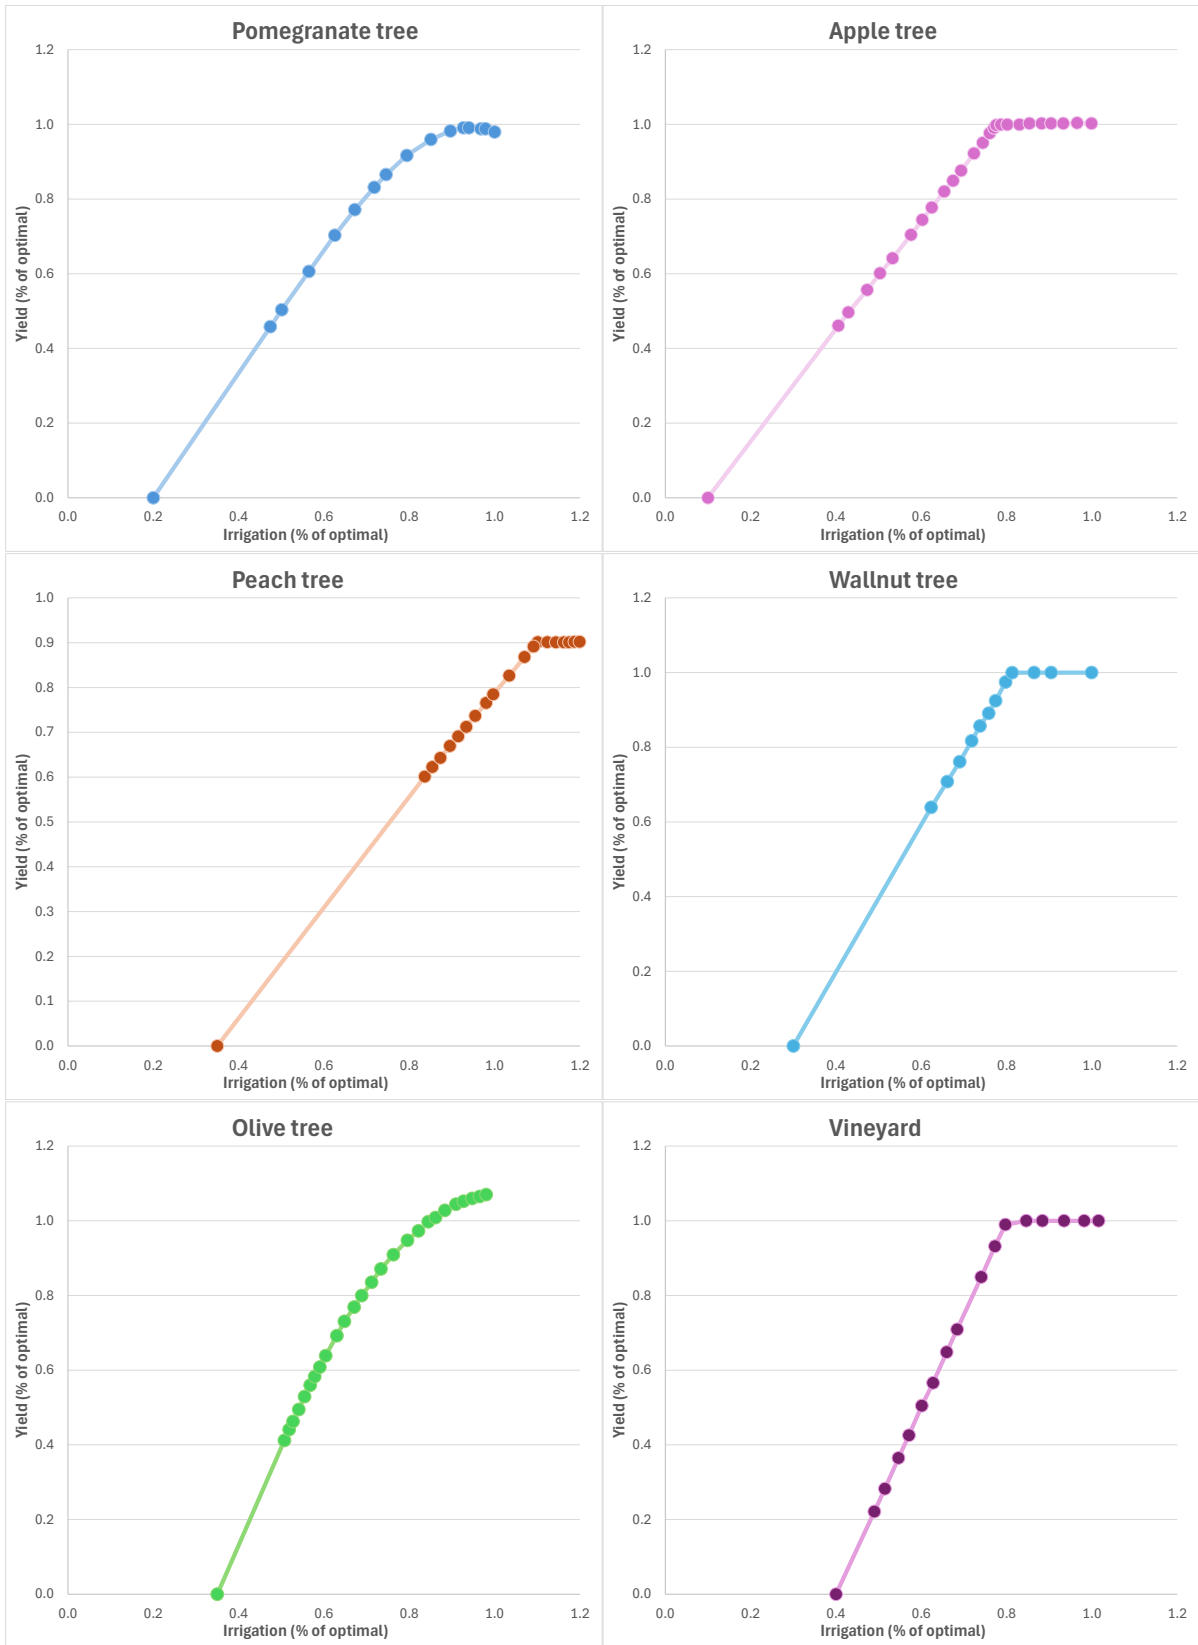 Pomegranate tree
1.2
1.0
0.8
0.6
0.4
0.2
0.0
Yield (% of optimal)
0.0 0.2 0.4 0.6 0.8 1.0 1.2
Irrigation (% of optimal)
Apple tree
1.2
1.0
0.8
0.6
0.4
0.2
0.0
Yield (% of optimal)
0.0 0.2 0.4 0.6 0.8 1.0 1.2
Irrigation (% of optimal)
Peach tree
1.0
0.9
0.8
0.7
0.6
0.5
0.4
0.3
0.2
0.1
0.0
Yield (% of optimal)
0.0 0.2 0.4 0.6 0.8 1.0 1.2
Irrigation (% of optimal)
Wallnut tree
1.2
1.0
0.8
0.6
0.4
0.2
0.0
Yield (% of optimal)
0.0 0.2 0.4 0.6 0.8 1.0 1.2
Irrigation (% of optimal)
Olive tree
1.2
1.0
0.8
0.6
0.4
0.2
0.0
Yield (% of optimal)
0.0 0.2 0.4 0.6 0.8 1.0 1.2
Irrigation (% of optimal)
Vineyard
1.2
1.0
0.8
0.6
0.4
0.2
0.0
Yield (% of optimal)
0.0 0.2 0.4 0.6 0.8 1.0 1.2
Irrigation (% of optimal)